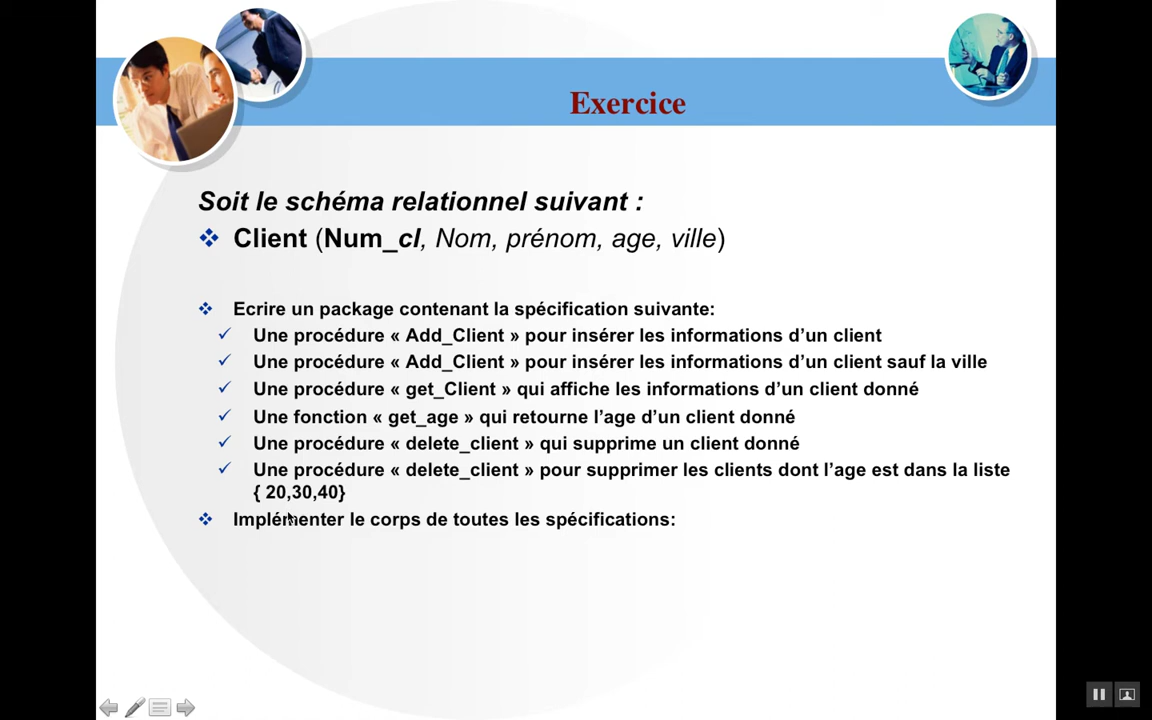 Exercice
Soit le schéma relationnel suivant :
Client (Num_cl, Nom, prénom, age, ville)
Ecrire un package contenant la spécification suivante:
Une procédure « Add_Client » pour insérer les informations d’un client
Une procédure « Add_Client » pour insérer les informations d’un client sauf la ville
Une procédure « get_Client » qui affiche les informations d’un client donné
Une fonction « get_age » qui retourne l’age d’un client donné
Une procédure « delete_client » qui supprime un client donné
Une procédure « delete_client » pour supprimer les clients dont l’age est dans la liste
{ 20,30,40}
Implémenter le corps de toutes les spécifications: